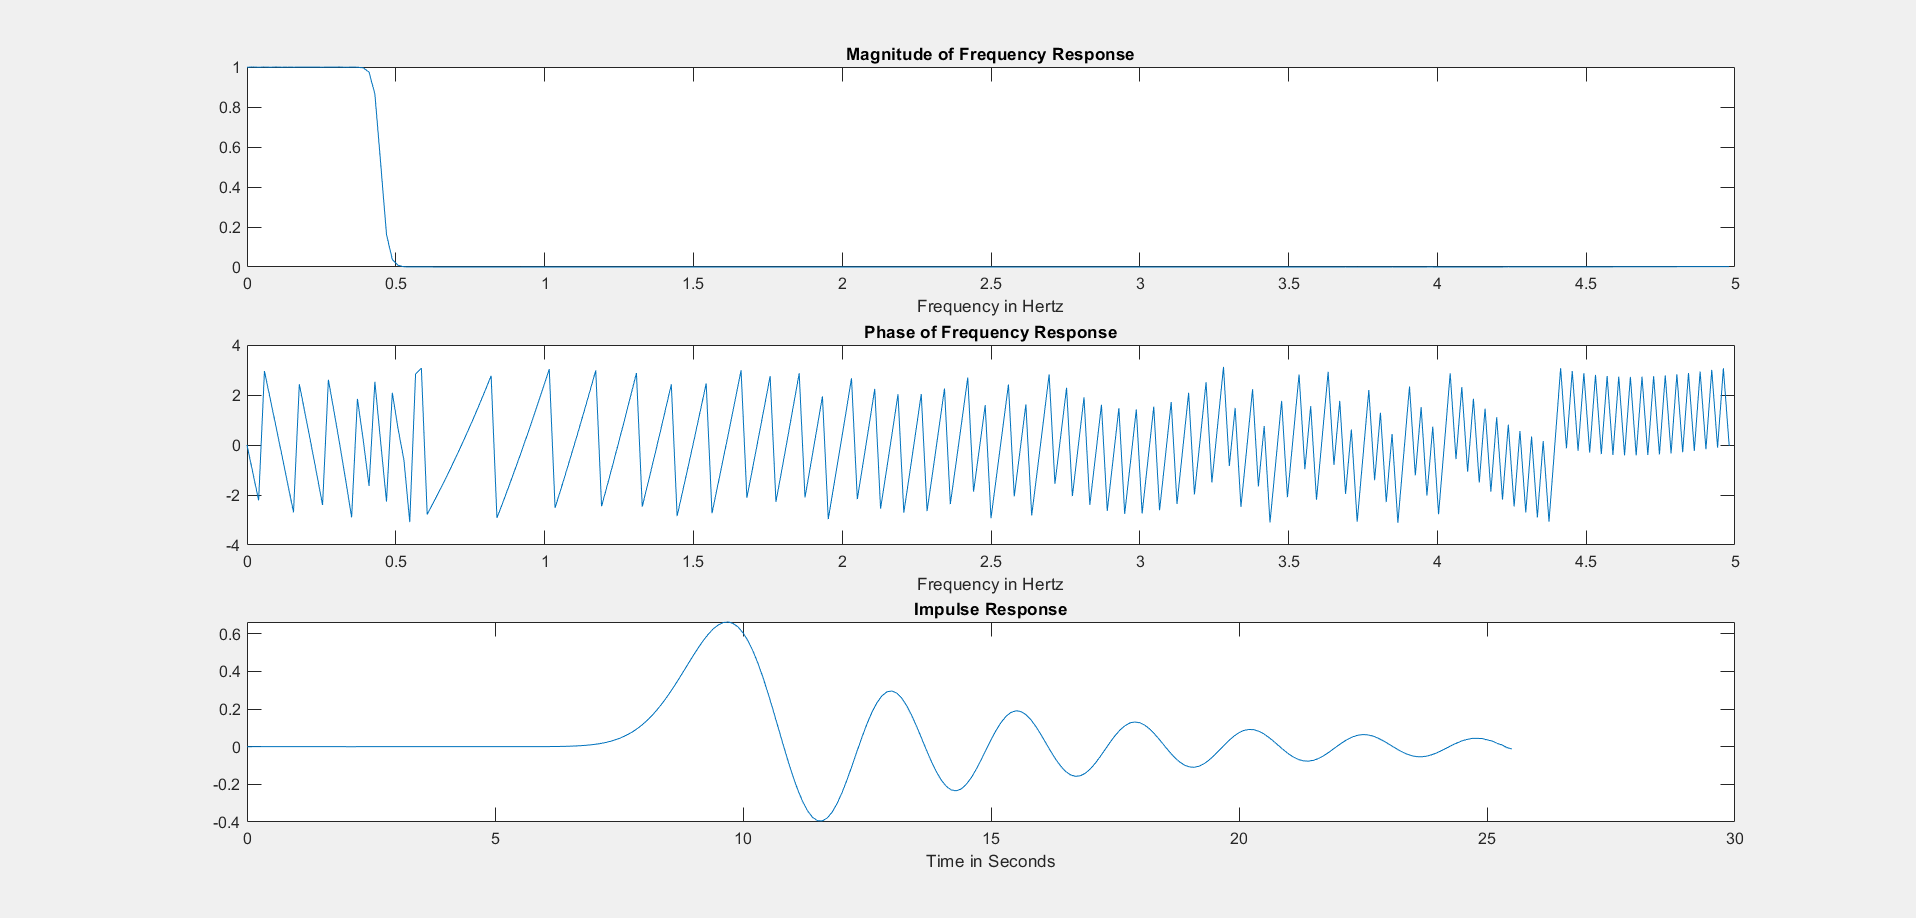 Magnitude of Frequency Response
1
0.8
0.6
0.4
0.2
0
0 0.5 1 1.5 2 2.5 3 3.5 4 4.5 5
Frequency in Hertz
Phase of Frequency Response
4
2
0
-2
-4
0 0.5 1 1.5 2 2.5 3 3.5 4 4.5 5
Frequency in Hertz
Impulse Response
0.6
0.4
0.2
0
-0.2
-0.4
0 5 10 15 20 25 30
Time in Seconds